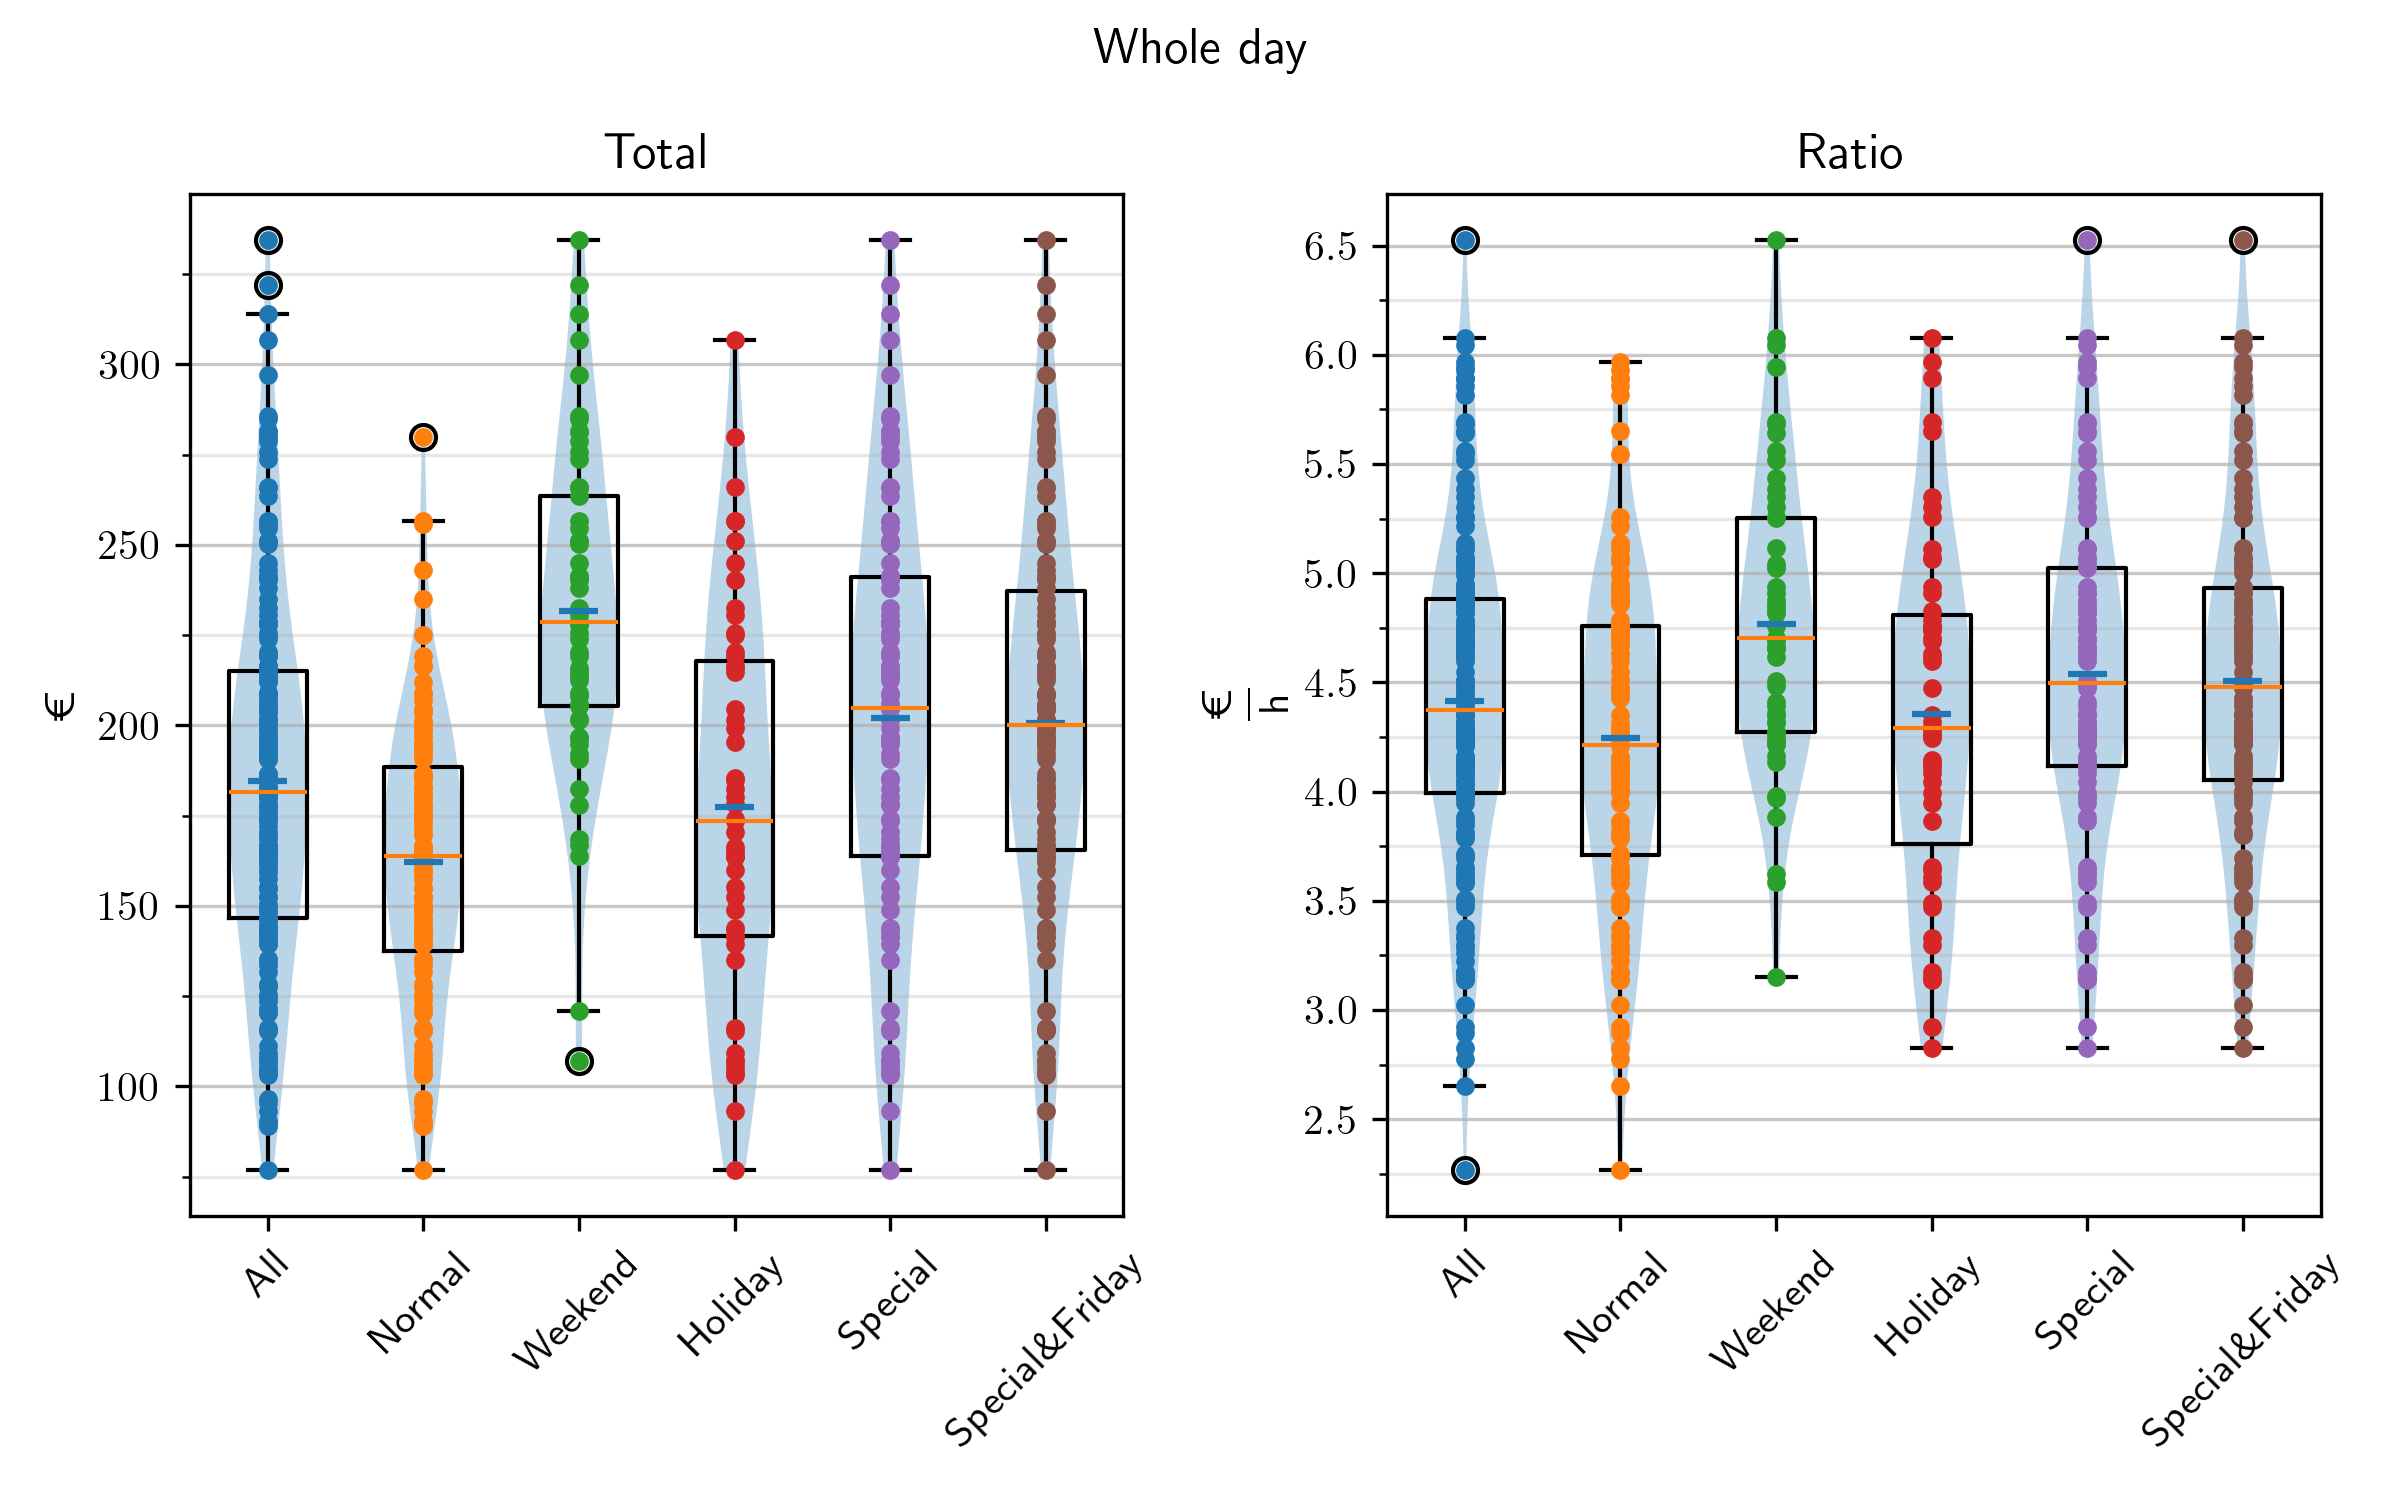 Whole day
Total
€
300
250
200
150
100
All
Normal
Weekend
Holiday
Special
Special&Friday
Ratio
€
h
6.5
6.0
5.5
5.0
4.5
4.0
3.5
3.0
2.5
All
Normal
Weekend
Holiday
Special
Special&Friday